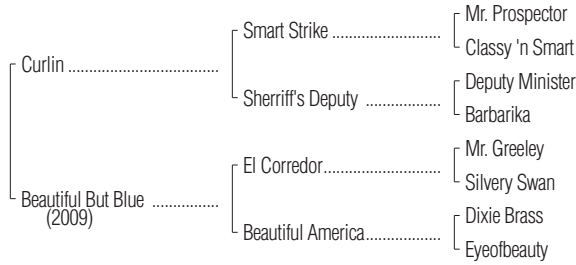 Mr. Prospector
Smart Strike ........................
Classy 'n Smart
Curlin ..................................
Deputy Minister
Sherriff's Deputy .................
Barbarika
Mr. Greeley
El Corredor..........................
Silvery Swan
Beautiful But Blue ...............
(2009)
Dixie Brass
Beautiful America.................
Eyeofbeauty